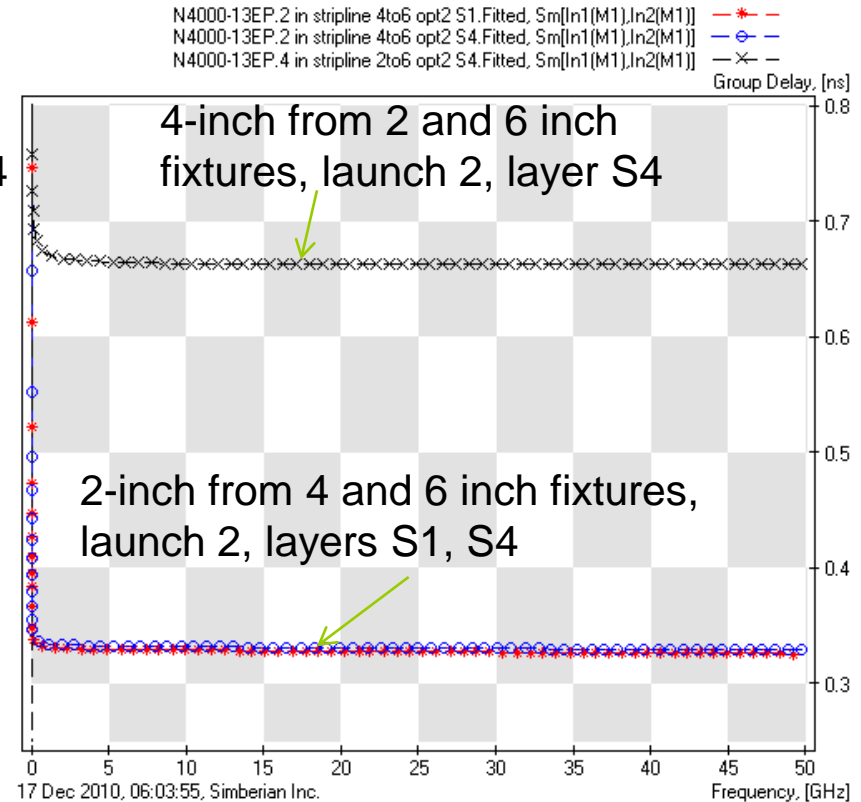 N4000-13EP.2 in stripline 4to6 opt2 S1.Fitted, Sm[In1(M1),In2(M1)]
N4000-13EP.2 in stripline 4to6 opt2 S4.Fitted, Sm[In1(M1),In2(M1)]
N4000-13EP.4 in stripline 2to6 opt2 S4.Fitted, Sm[In1(M1),In2(M1)]
Group Delay, [ns]
4-inch from 2 and 6 inch
fixtures, launch 2, layer S4
4
0.8
0.7
0.6
0.5
2-inch from 4 and 6 inch fixtures,
launch 2, layers S1, S4
0.4
0.3
0 5 10 15 20 25 30 35 40 45 50
17 Dec 2010, 06:03:55, Simberian Inc.
Frequency, [GHz]